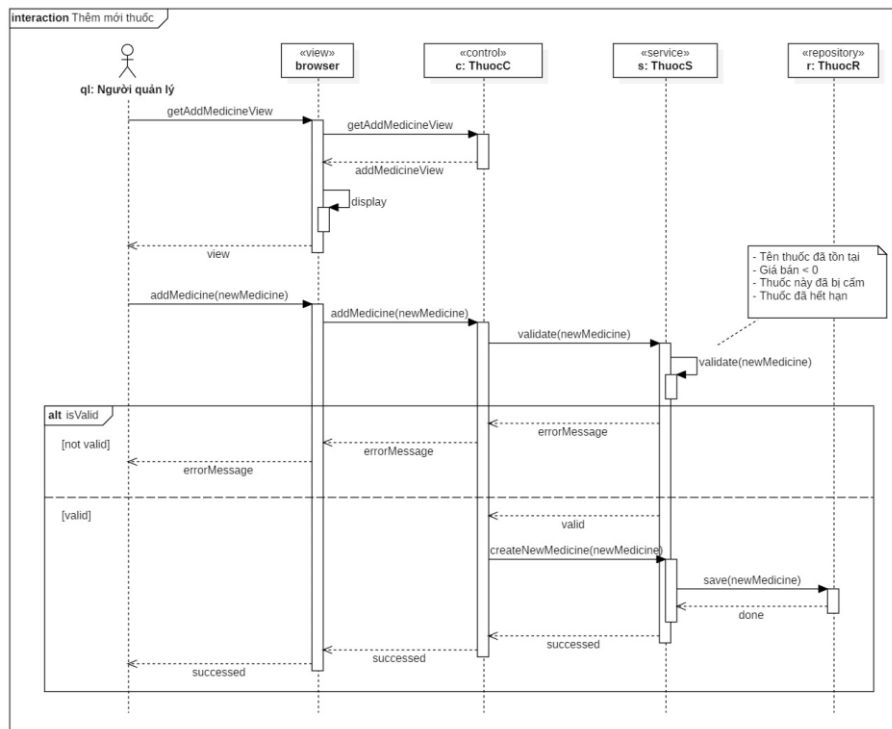 interaction Thêm mới thuốc
ql: Người quản lý
«view»
browser
«control»
c: ThuocC
«service»
s: ThuocS
«repository»
r: ThuocR
getAddMedicineView
getAddMedicineView
addMedicineView
display
view
- Tên thuốc đã tồn tại
- Giá bán < 0
- Thuốc này đã bị cấm
- Thuốc đã hết hạn
addMedicine(newMedicine)
addMedicine(newMedicine)
validate(newMedicine)
validate(newMedicine)
alt isValid
[not valid]
errorMessage
errorMessage
errorMessage
[valid]
valid
createNewMedicine(newMedicine)
save(newMedicine)
done
successed
successed
successed